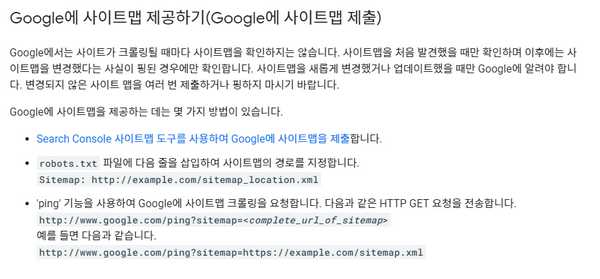 Google에 사이트맵 제공하기(Google에 사이트맵 제출)
Google에서는 사이트가 크롤링될 때마다 사이트맵을 확인하지는 않습니다. 사이트맵을 처음 발견했을 때만 확인하며 이후에는 사
이트맵을 변경했다는 사실이 핑된 경우에만 확인합니다. 사이트맵을 새롭게 변경했거나 업데이트했을 때만 Google에 알려야 합니
다. 변경되지 않은 사이트 맵을 여러 번 제출하거나 핑하지 마시기 바랍니다.
Google에 사이트맵을 제공하는 데는 몇 가지 방법이 있습니다.
• Search Console 사이트맵 도구를 사용하여 Google에 사이트맵을 제출합니다.
• robots.txt 파일에 다음 줄을 삽입하여 사이트맵의 경로를 지정합니다.
Sitemap: http://example.com/sitemap_location.xml
• 'ping' 기능을 사용하여 Google에 사이트맵 크롤링을 요청합니다. 다음과 같은 HTTP GET 요청을 전송합니다.
http://www.google.com/ping?sitemap=<complete_url_of_sitemap>
예를 들면 다음과 같습니다.
http://www.google.com/ping?sitemap=https://example.com/sitemap.xml